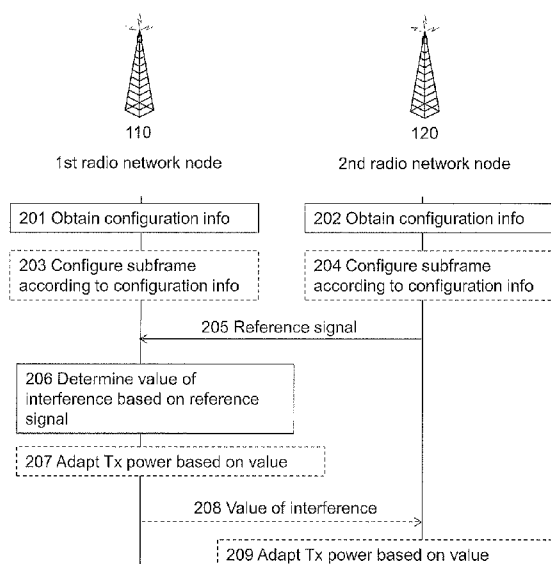 110
120
1st radio network node
2nd radio network node
201 Obtain configuration info
202 Obtain configuration info
203 Configure subframe
according to configuration info
204 Configure subframe
according to configuration info
205 Reference signal
206 Determine value of
interference based on reference
signal
207 Adapt Tx power based on value
208 Value of interference
209 Adapt Tx power based on value